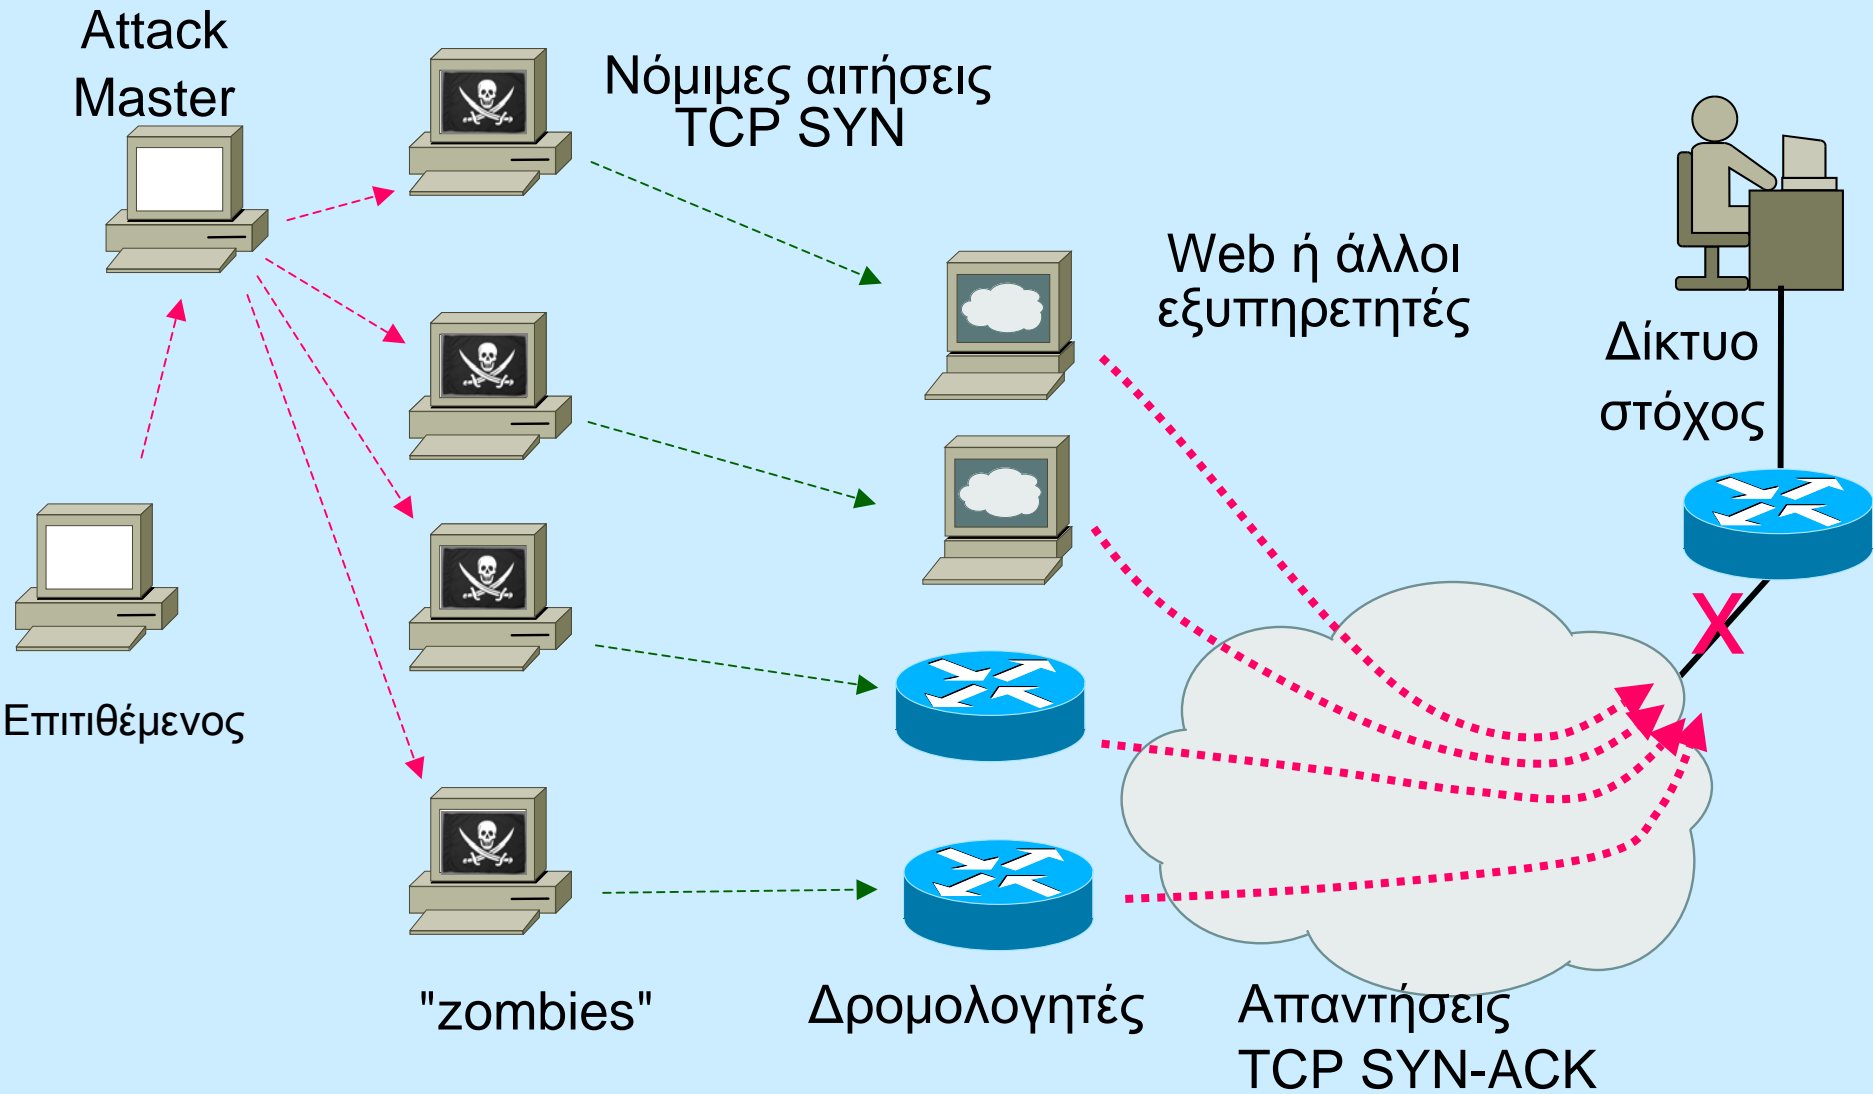 Attack
Master
Νόμιμες αιτήσεις
TCP SYN
Web ή άλλοι
εξυπηρετητές
Δίκτυο
στόχος
X
Επιτιθέμενος
"zombies"
Δρομολογητές
Απαντήσεις
TCP SYN-ACK